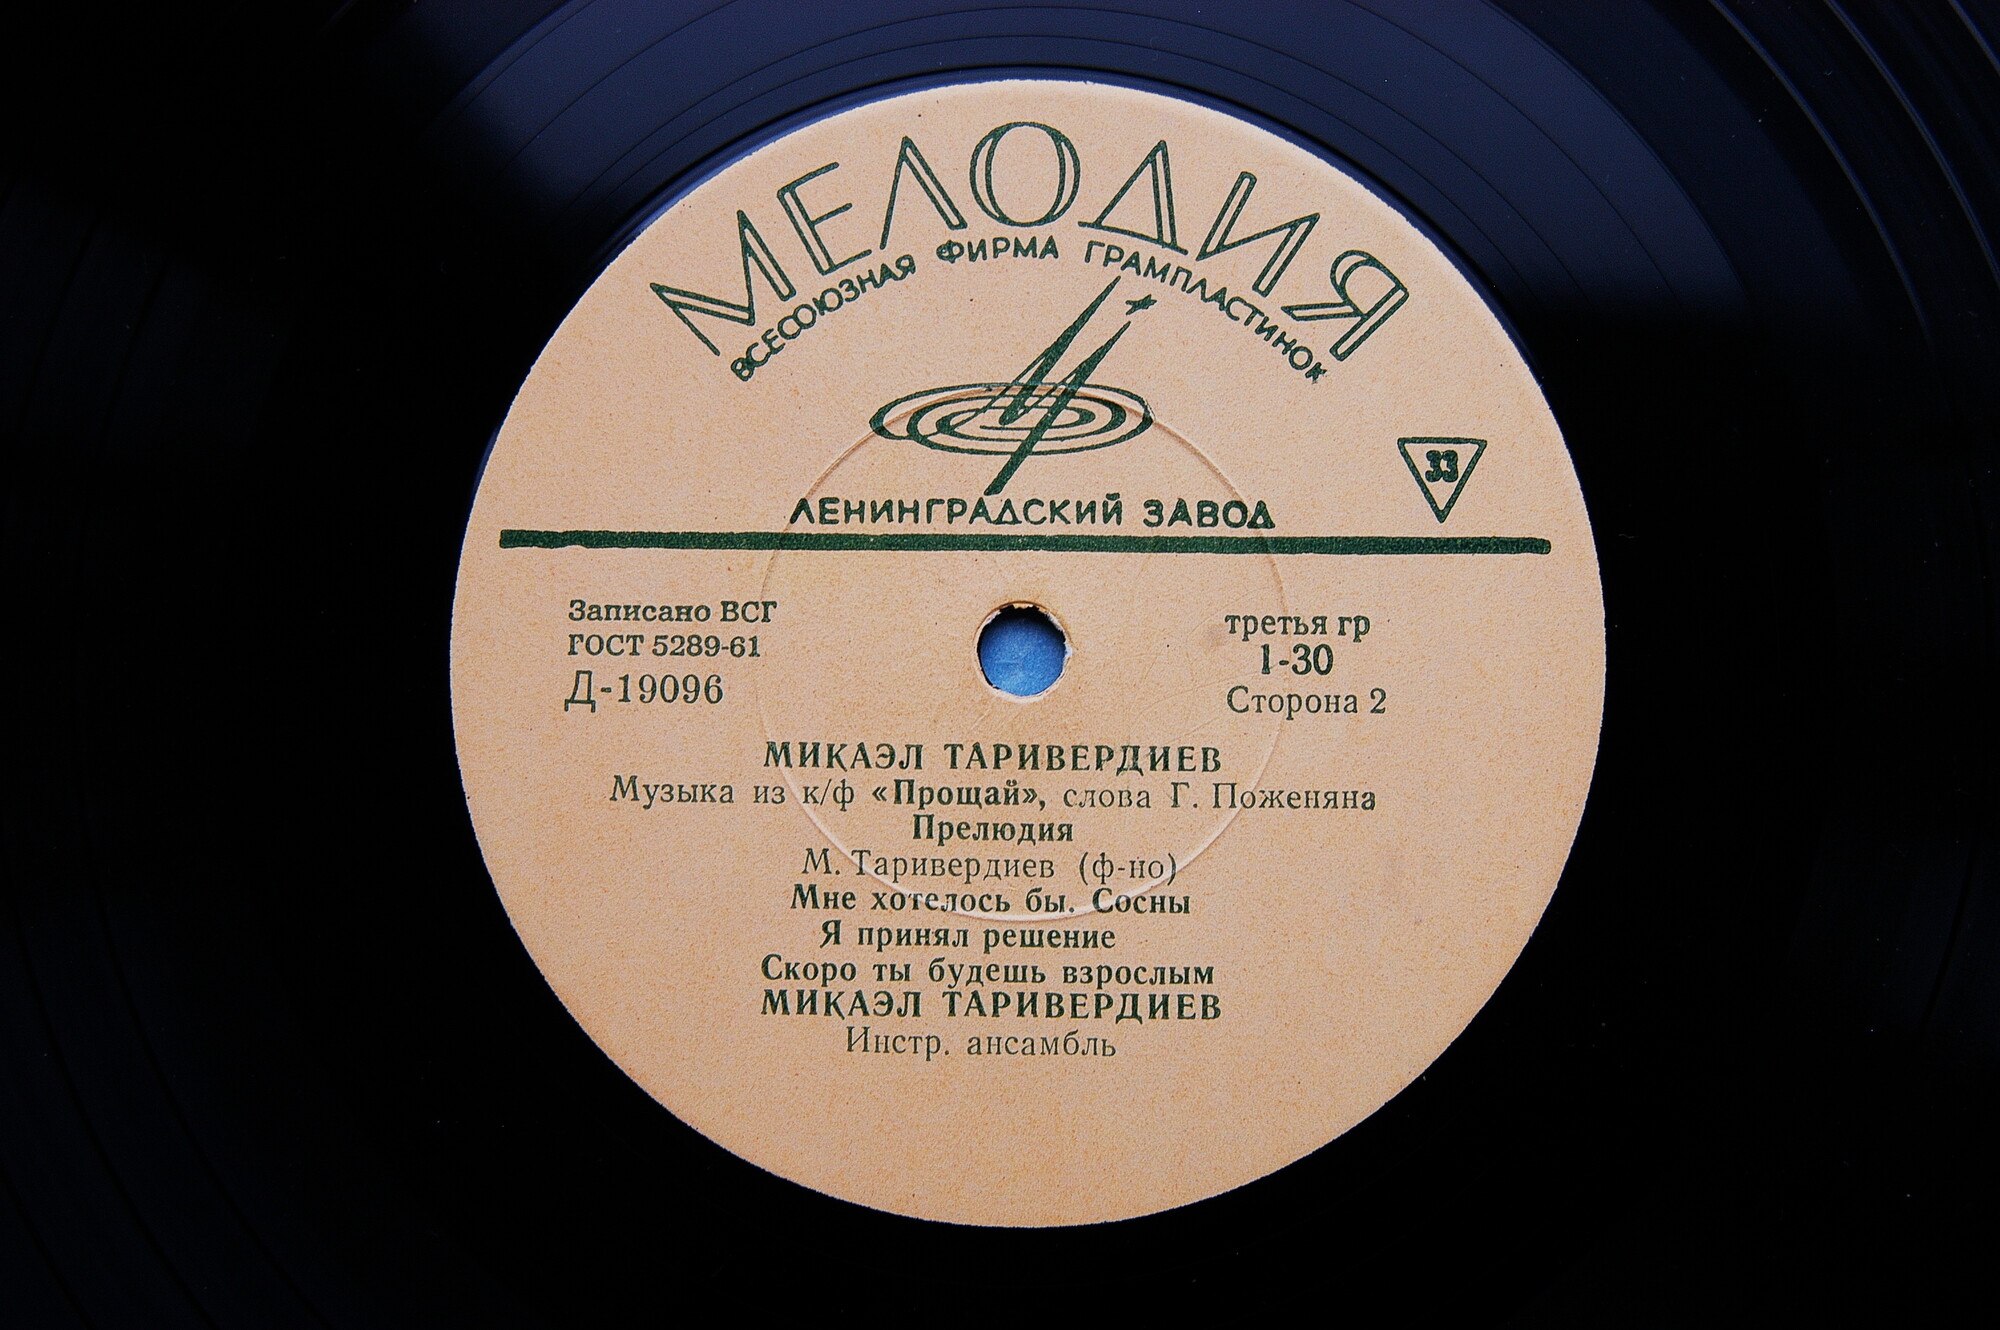 МЕЛОДИЯ
ВСЕСОЮЗНАЯ ФИРМА ГРАМПЛАСТИНОК
33
ЛЕНИНГРАДСКИЙ ЗАВОД
Записано ВСГ
ГОСТ 5289-61
Д-19096
третья гр
1-30
Сторона 2
МИКАЭЛ ТАРИВЕРДИЕВ
Музыка из к/ф «Прощай», слова Г. Поженяна
Прелюдия
М. Таривердиев (ф-но)
Мне хотелось бы. Сосны
Я принял решение
Скоро ты будешь взрослым
МИКАЭЛ ТАРИВЕРДИЕВ
Инстр. ансамбль